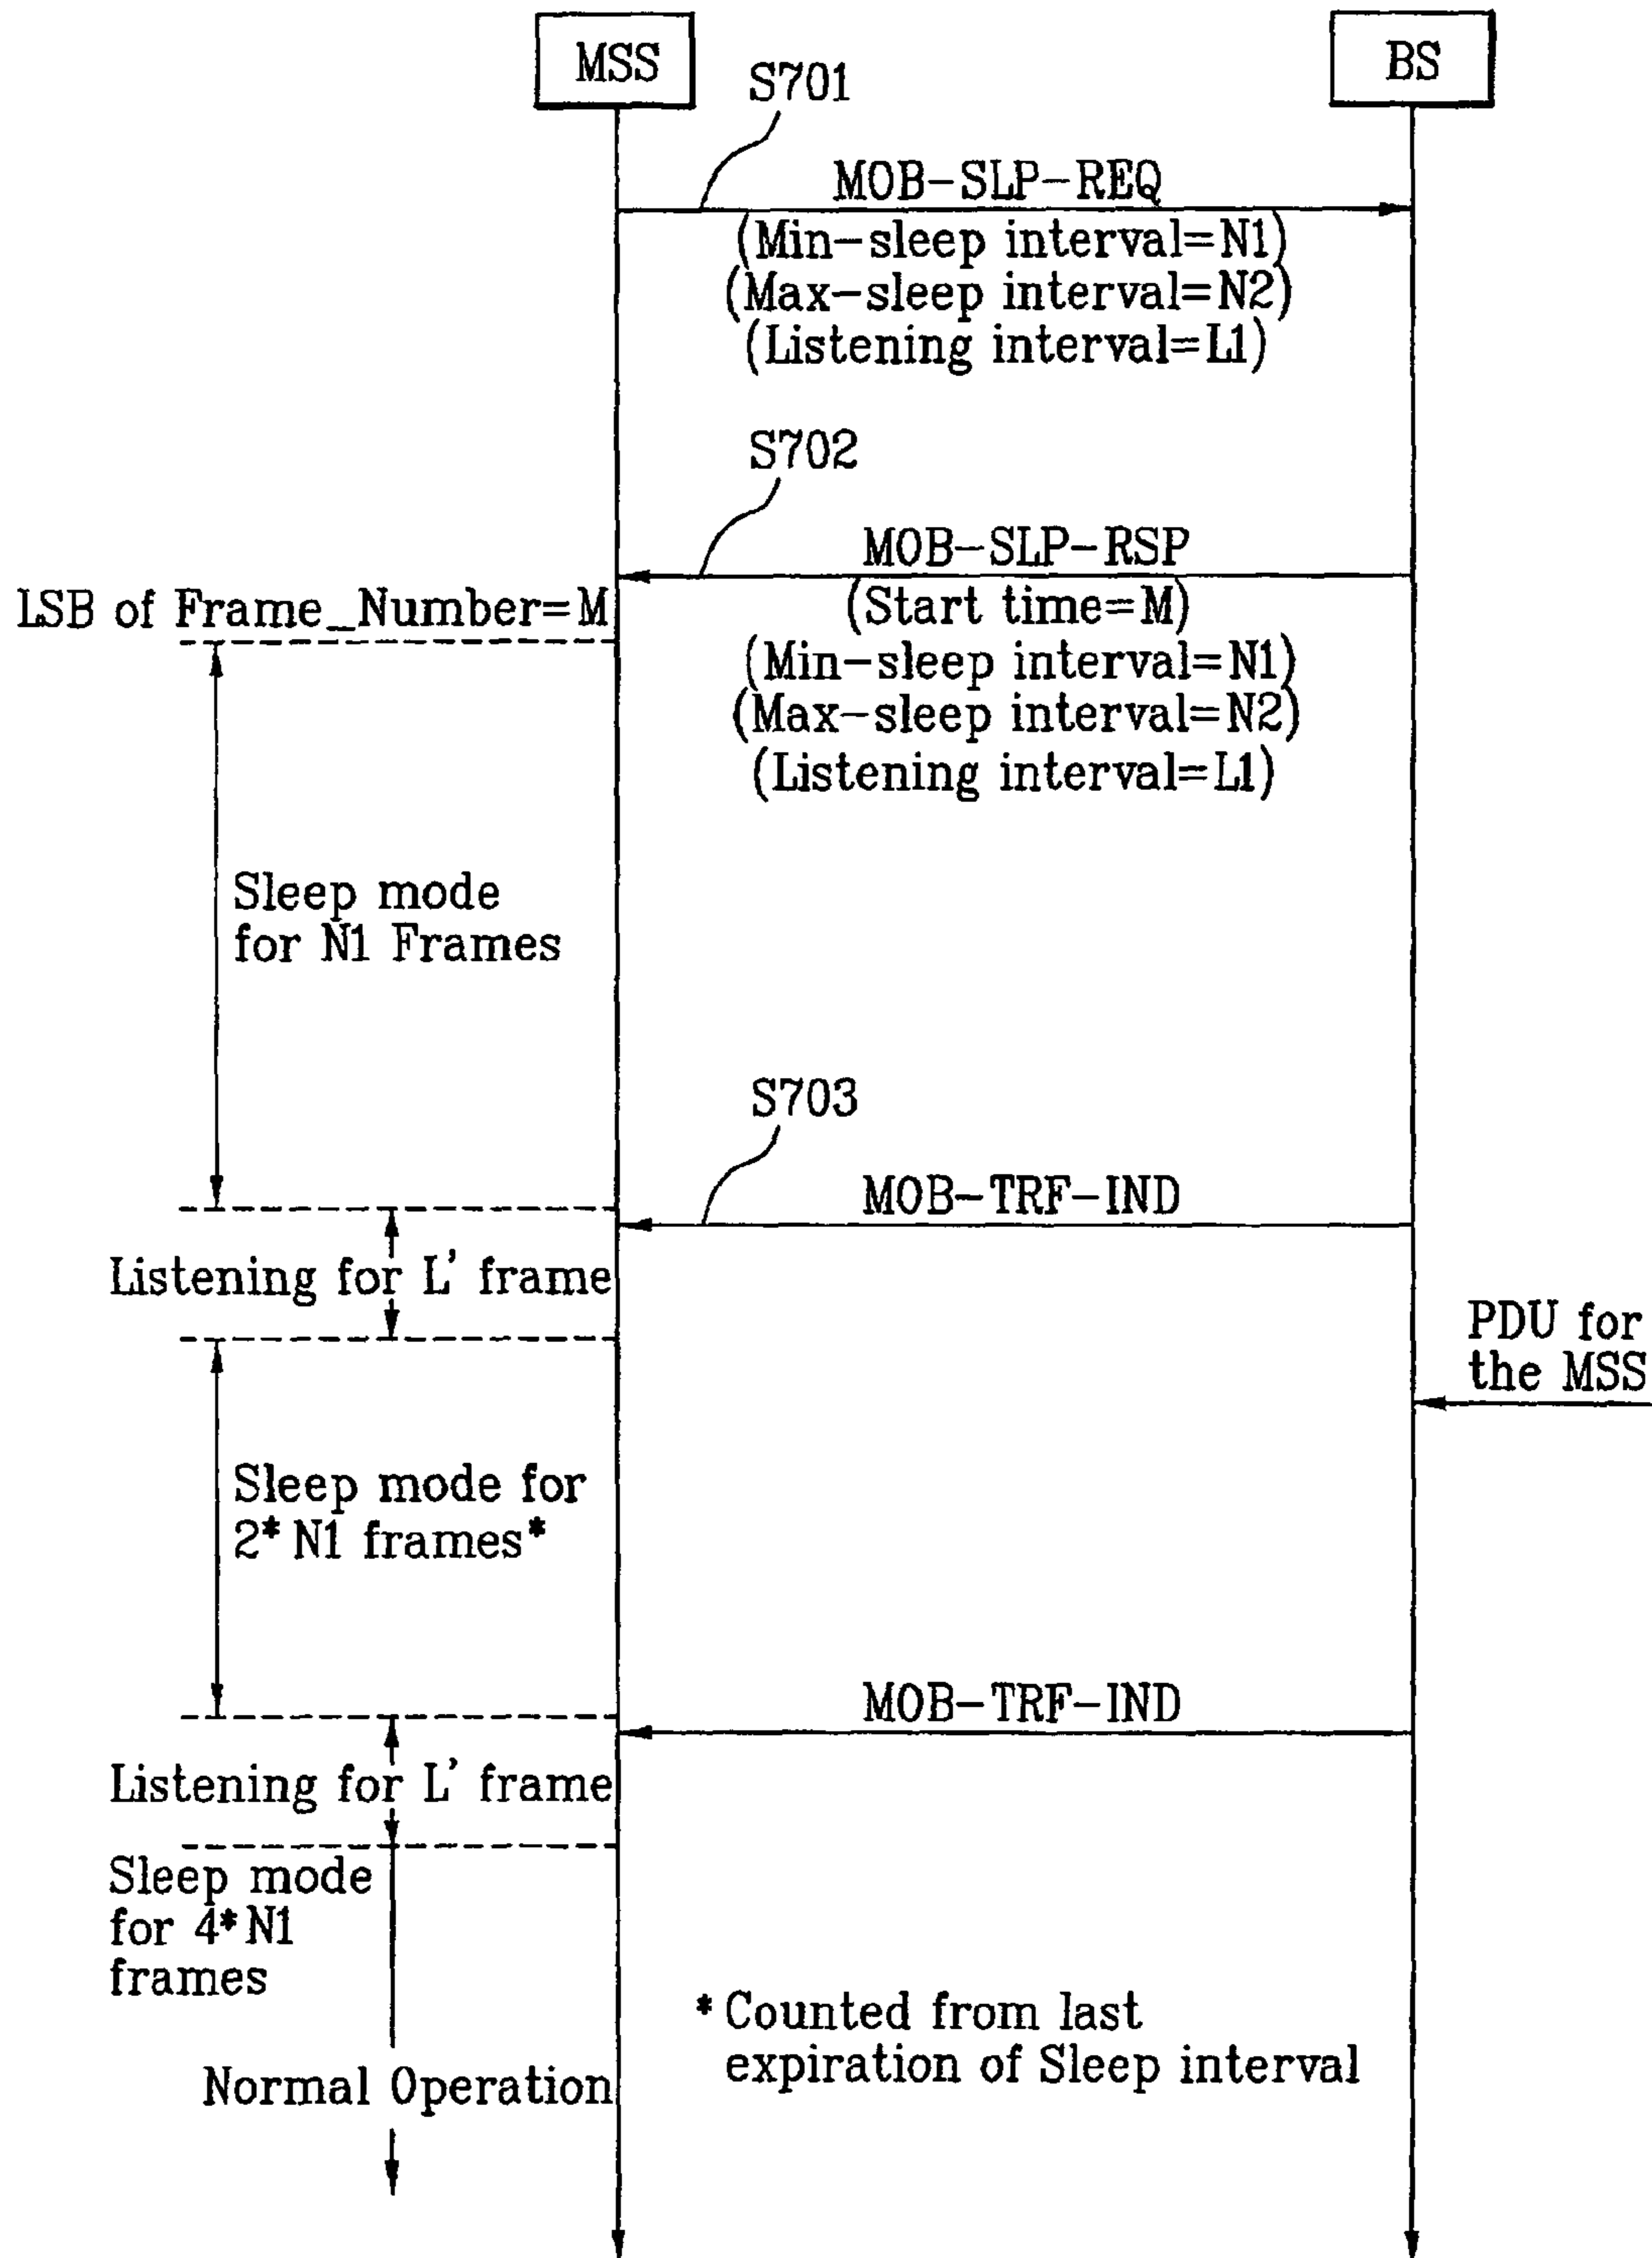 MSS
BS
S701
MOB-SLP-REQ
(Min-sleep interval=N1)
(Max-sleep interval=N2)
(Listening interval=L1)
S702
MOB-SLP-RSP
LSB of Frame_Number=M
(Start time=M)
(Min-sleep interval=N1)
(Max-sleep interval=N2)
(Listening interval=L1)
Sleep mode
for N1 Frames
S703
MOB-TRF-IND
Listening for L' frame
PDU for
the MSS
Sleep mode for
2*N1 frames*
MOB-TRF-IND
Listening for L' frame
Sleep mode
for 4*N1
frames
* Counted from last
expiration of Sleep interval
Normal Operation